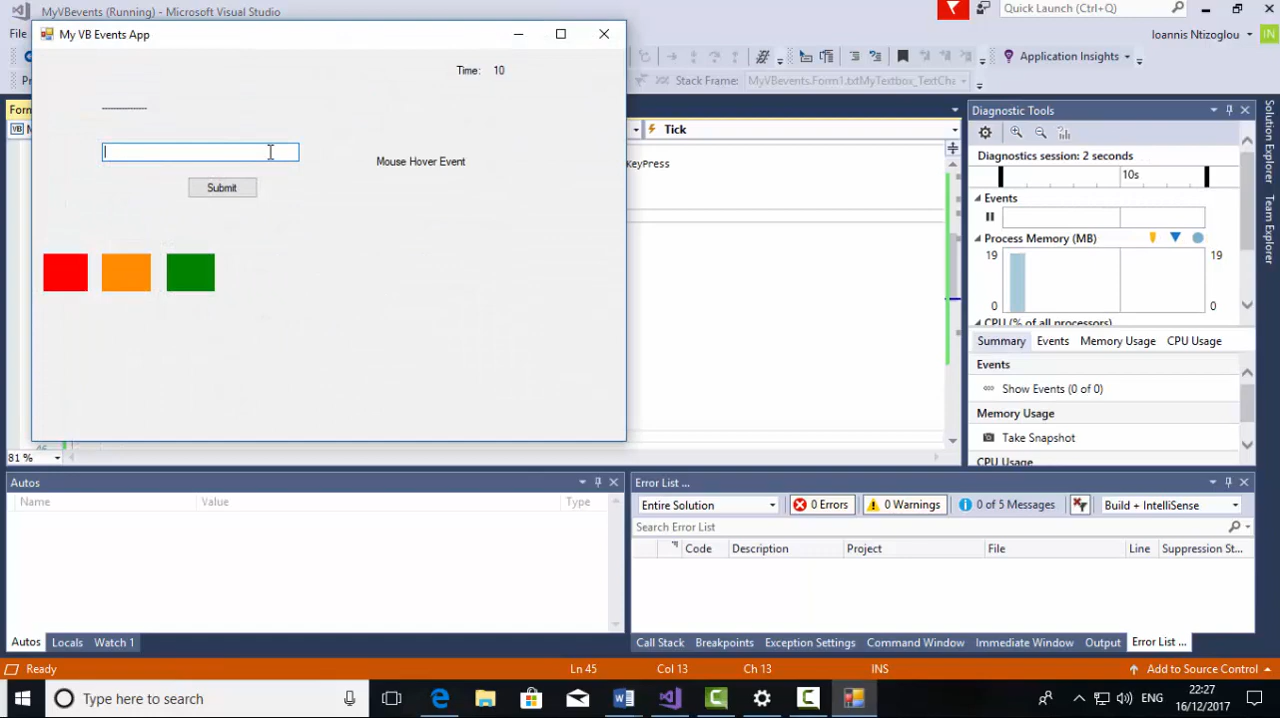 MyVBevents (Running) - Microsoft Visual Studio
Quick Launch (Ctrl+Q)
My VB Events App
File
Ioannis Ntizoglou
IN
Time: 10
Application Insights
Stack Frame: MyVBevents.Form1.txtMyTextbox_TextCha
Form
Diagnostic Tools
VB
Tick
-----------------
KeyPress
Mouse Hover Event
Submit
Diagnostics session: 2 seconds
10s
Events
Process Memory (MB)
19
19
0
0
CPU (% of all processors)
Summary
Events
Memory Usage
CPU Usage
Events
Show Events (0 of 0)
Memory Usage
Take Snapshot
CPU Usage
Solution Explorer
Team Explorer
81 %
Autos
Name
Value
Type
Error List ...
Entire Solution
0 Errors
0 Warnings
0 of 5 Messages
Build + IntelliSense
Search Error List
Code
Description
Project
File
Line
Suppression St...
Autos
Locals
Watch 1
Call Stack
Breakpoints
Exception Settings
Command Window
Immediate Window
Output
Error List ...
Ready
Ln 45
Col 13
Ch 13
INS
Add to Source Control
Type here to search
ENG
22:27
16/12/2017